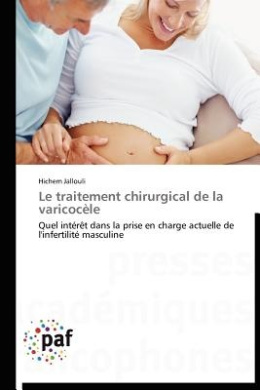 Hichem Jallouli
Le traitement chirurgical de la
varicocèle
Quel intérêt dans la prise en charge actuelle de
l'infertilité masculine
presses
académiques
francophones
paf